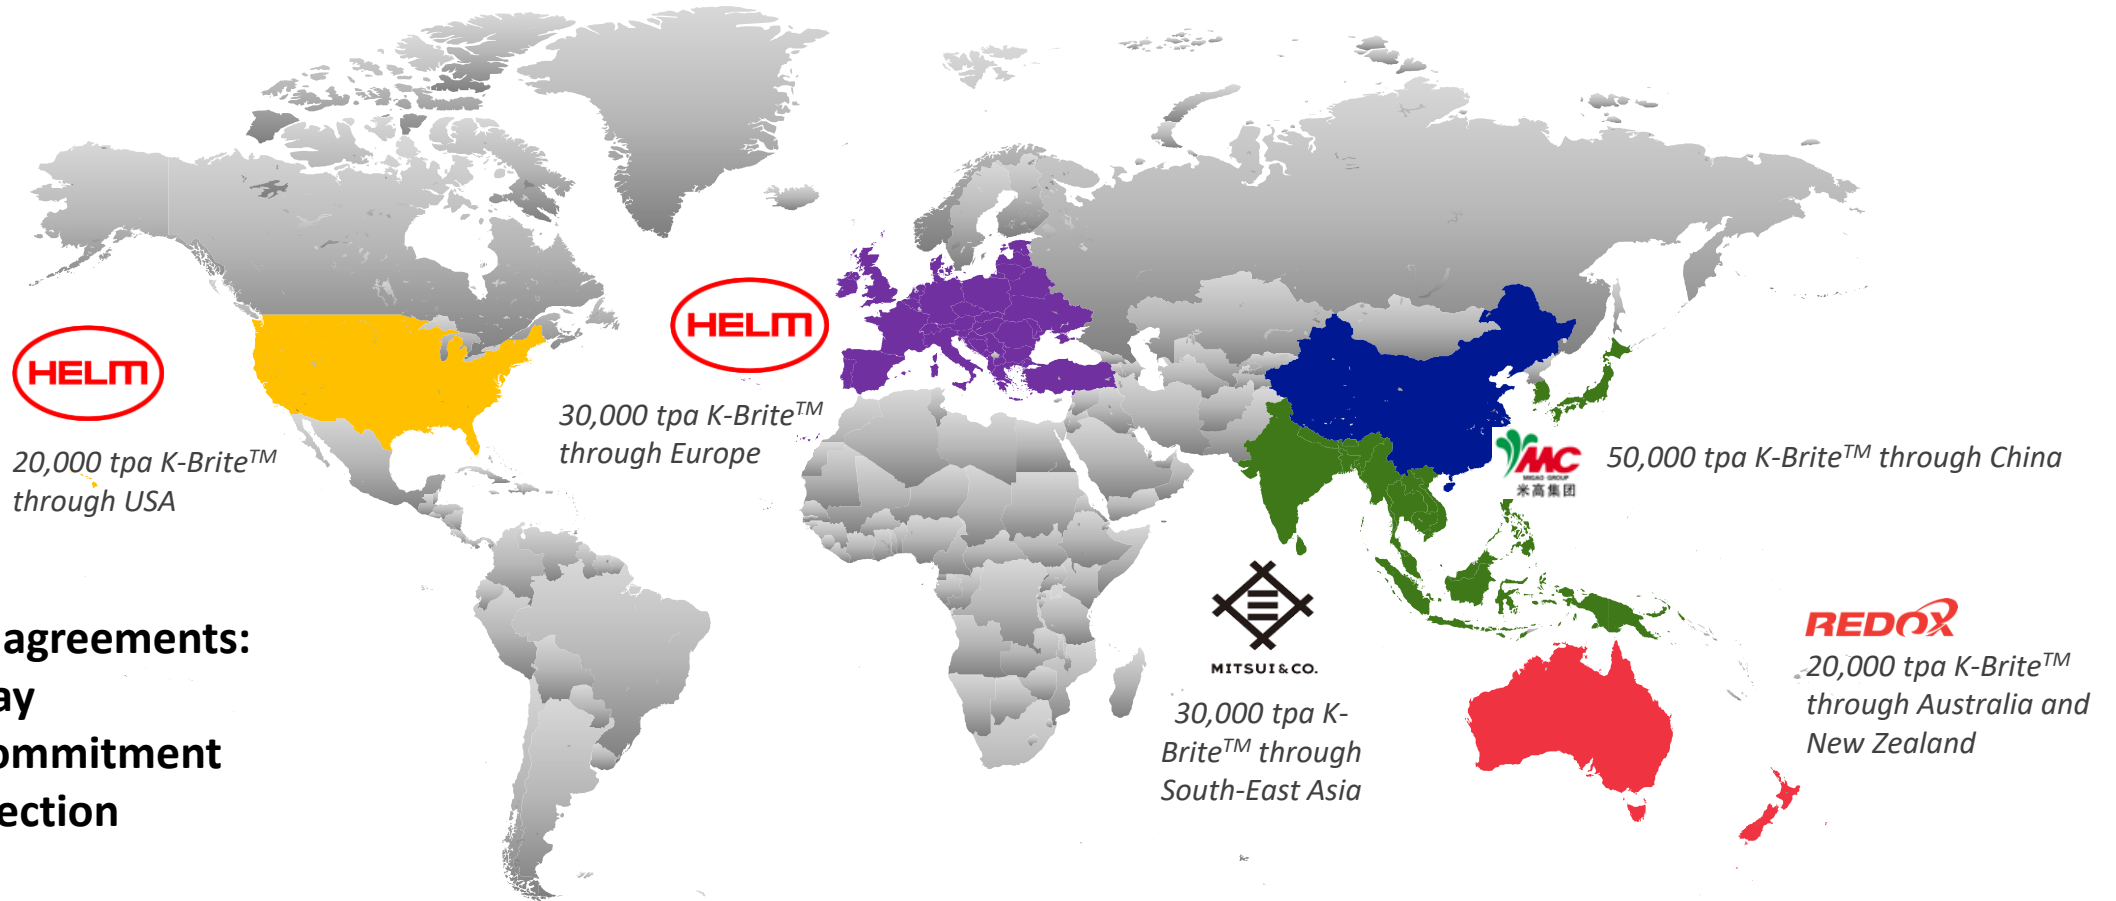 HELM
20,000 tpa K-Brite™
through USA
HELM
30,000 tpa K-Brite™
through Europe
MC
MIGAO GROUP
米高集团
50,000 tpa K-Brite™ through China
MITSUI & CO.
30,000 tpa K-
Brite™ through
South-East Asia
REDOX
20,000 tpa K-Brite™
through Australia and
New Zealand
agreements:
ay
ommitment
ection